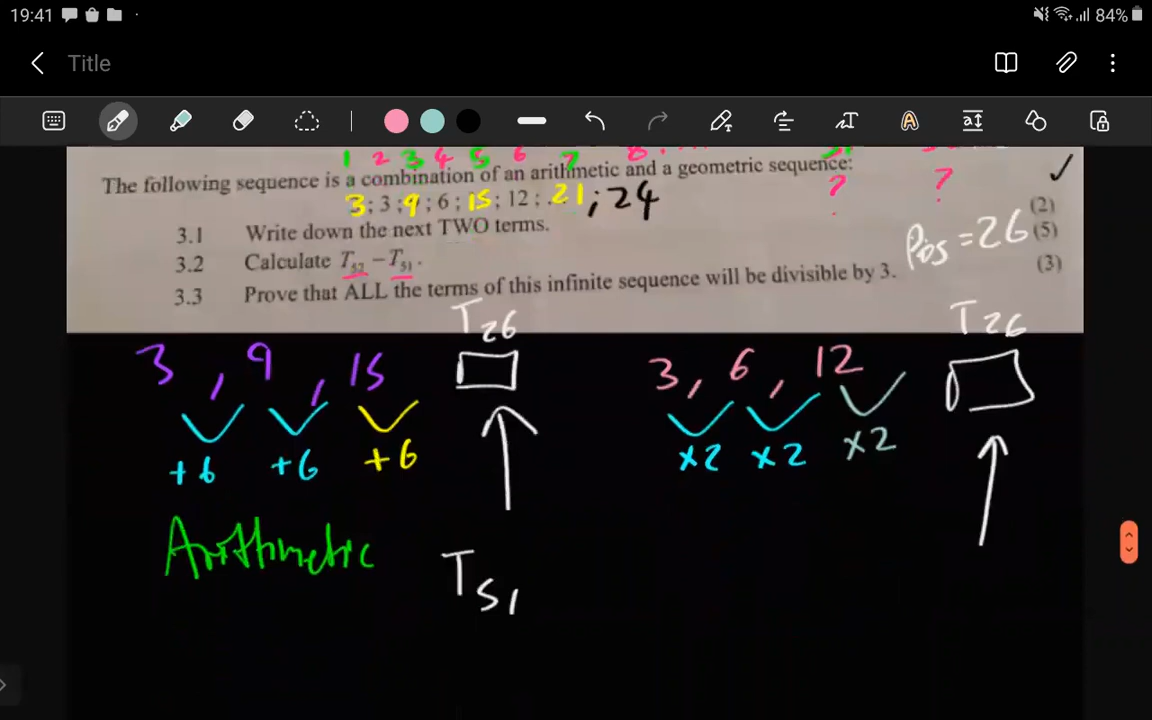 19:41
84%
Title
1 2 3 4 5 6 7 8 ....
The following sequence is a combination of an arithmetic and a geometric sequence:
3 ; 3 ; 9 ; 6 ; 15 ; 12 ; 21 ; 24
? ?
3.1 Write down the next TWO terms. (2)
3.2 Calculate T52 – T51. (5)
Pos = 26
3.3 Prove that ALL the terms of this infinite sequence will be divisible by 3. (3)
T26 T26
3, 9, 15 3, 6, 12
+6 +6 +6 ×2 ×2 ×2
Arithmetic
T51